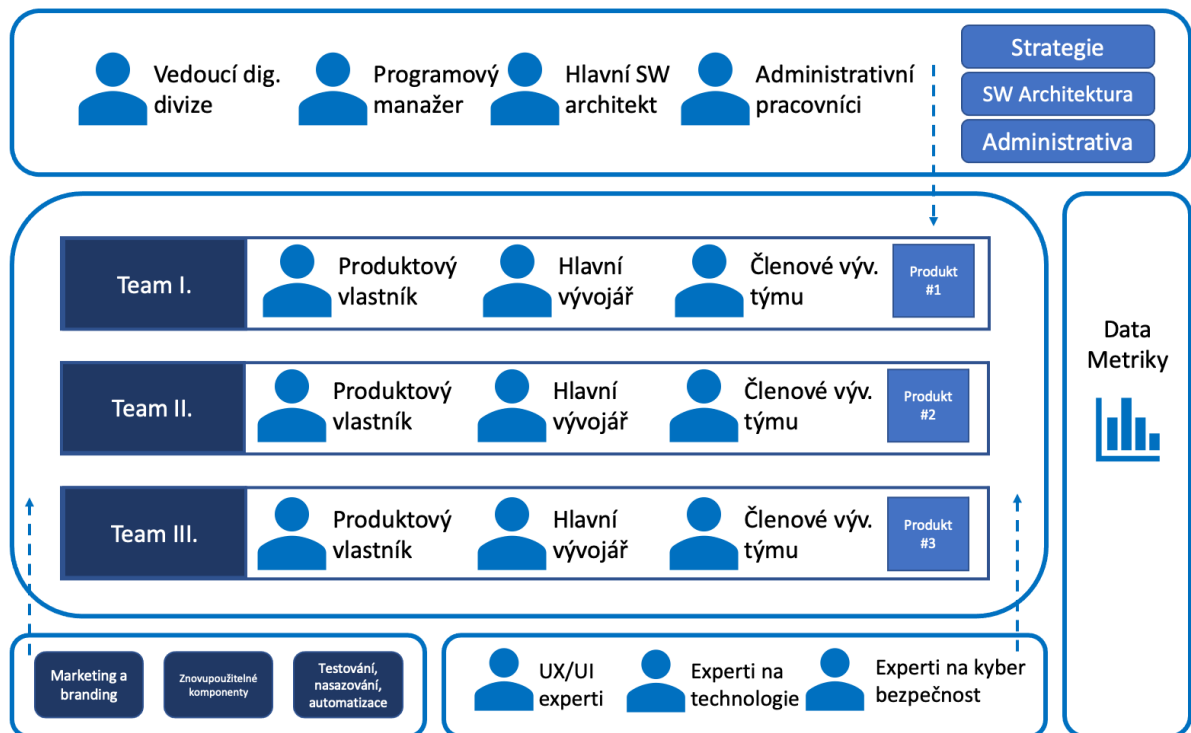 Vedoucí dig.
divize
Programový
manažer
Hlavní SW
architekt
Administrativní
pracovníci
Strategie
SW Architektura
Administrativa
Team I.
Produktový
vlastník
Hlavní
vývojář
Členové výv.
týmu
Produkt
#1
Team II.
Produktový
vlastník
Hlavní
vývojář
Členové výv.
týmu
Produkt
#2
Team III.
Produktový
vlastník
Hlavní
vývojář
Členové výv.
týmu
Produkt
#3
Data
Metriky
Marketing a
branding
Znovupoužitelné
komponenty
Testování,
nasazování,
automatizace
UX/UI
experti
Experti na
technologie
Experti na kyber
bezpečnost